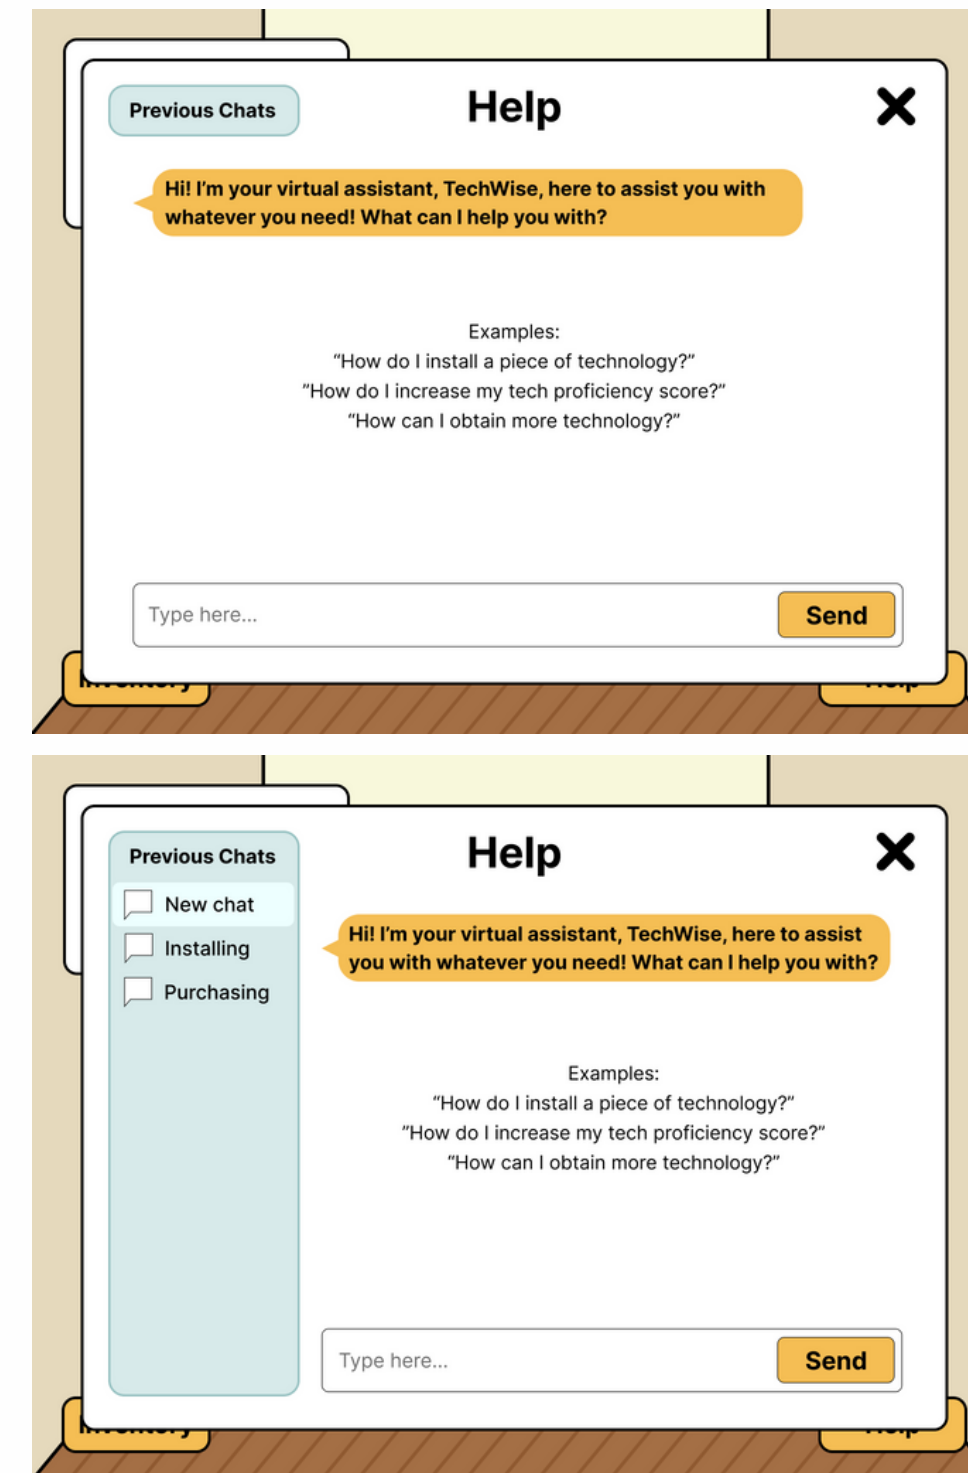 Previous Chats
Help
Hi! I'm your virtual assistant, TechWise, here to assist you with
whatever you need! What can I help you with?
Examples:
“How do I install a piece of technology?”
”How do I increase my tech proficiency score?”
“How can I obtain more technology?”
Type here...
Send
Inventory
Help
Previous Chats
Help
New chat
Installing
Purchasing
Hi! I'm your virtual assistant, TechWise, here to assist
you with whatever you need! What can I help you with?
Examples:
“How do I install a piece of technology?”
”How do I increase my tech proficiency score?”
“How can I obtain more technology?”
Type here...
Send
Inventory
Help